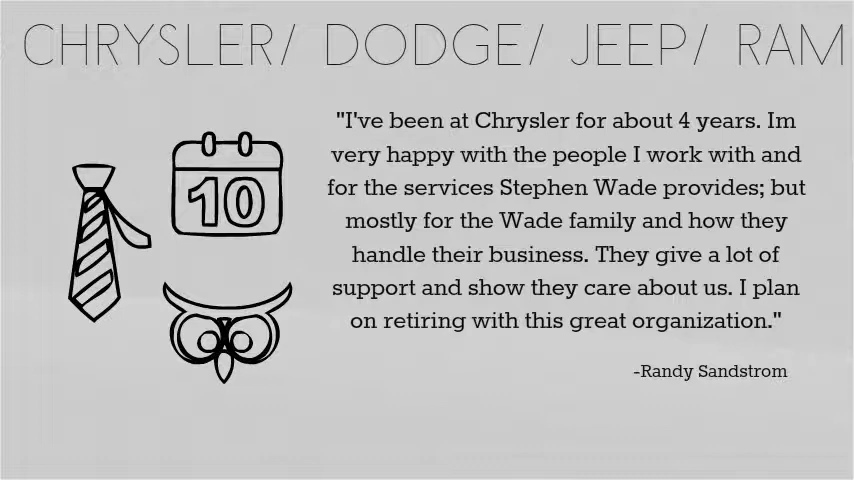 CHRYSLER/ DODGE/ JEEP/ RAM
10
"I've been at Chrysler for about 4 years. Im
very happy with the people I work with and
for the services Stephen Wade provides; but
mostly for the Wade family and how they
handle their business. They give a lot of
support and show they care about us. I plan
on retiring with this great organization."
-Randy Sandstrom